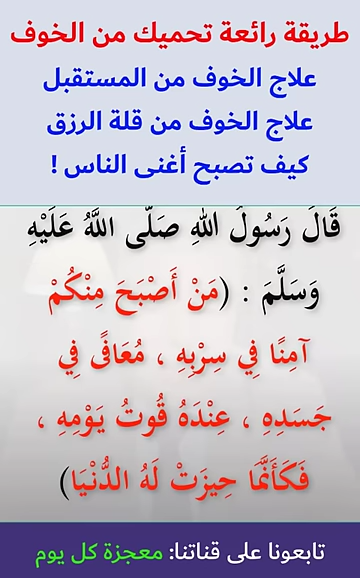 طريقة رائعة تحميك من الخوف
علاج الخوف من المستقبل
علاج الخوف من قلة الرزق
كيف تصبح أغنى الناس !
قَالَ رَسُولُ اللهِ صَلَّى اللَّهُ عَلَيْهِ
وَسَلَّمَ : (مَنْ أَصْبَحَ مِنْكُمْ
آمِنًا فِي سِرْبِهِ ، مُعَافًى فِي
جَسَدِهِ ، عِنْدَهُ قُوتُ يَوْمِهِ ،
فَكَأَنَّمَا حِيزَتْ لَهُ الدُّنْيَا)
تابعونا على قناتنا: معجزة كل يوم